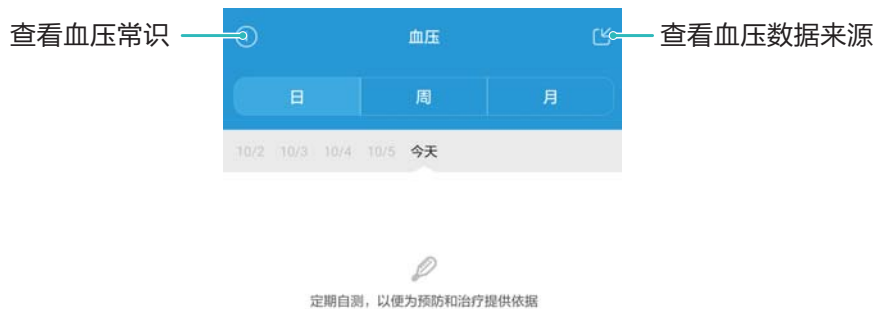 查看血压常识
血压
查看血压数据来源
日 周 月
10/2 10/3 10/4 10/5 今天
定期自测，以便为预防和治疗提供依据